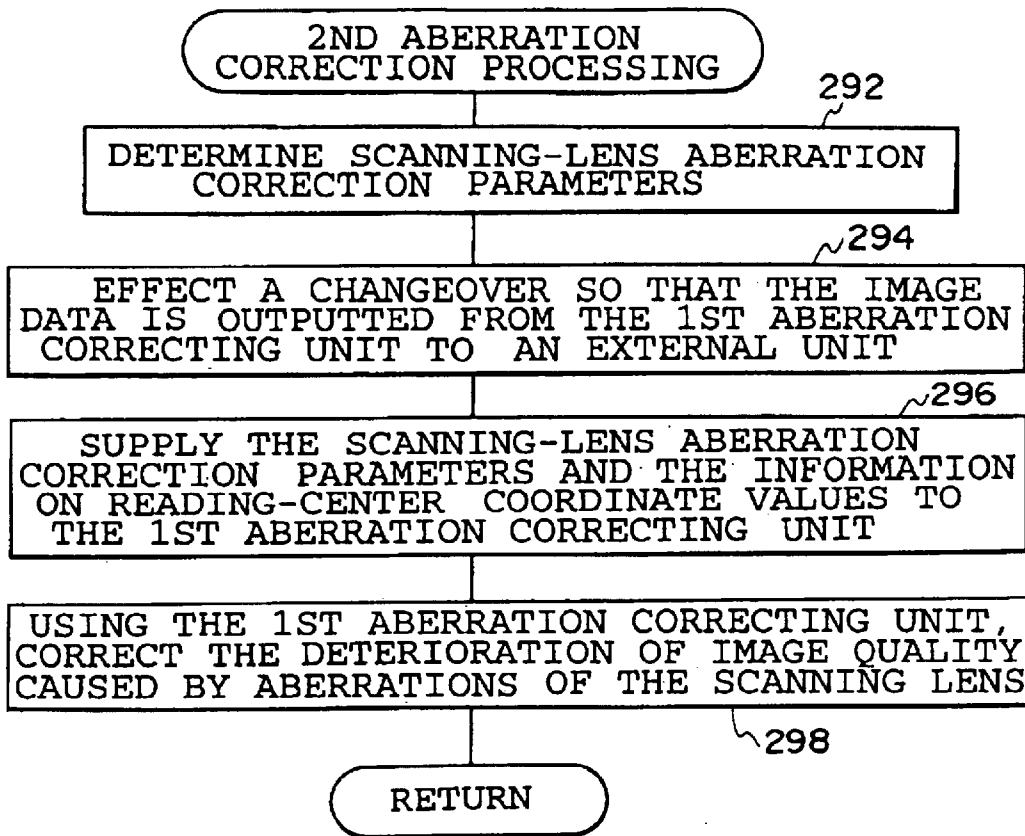 2ND ABERRATION
CORRECTION PROCESSING
292
DETERMINE SCANNING-LENS ABERRATION
CORRECTION PARAMETERS
294
EFFECT A CHANGEOVER SO THAT THE IMAGE
DATA IS OUTPUTTED FROM THE 1ST ABERRATION
CORRECTING UNIT TO AN EXTERNAL UNIT
296
SUPPLY THE SCANNING-LENS ABERRATION
CORRECTION PARAMETERS AND THE INFORMATION
ON READING-CENTER COORDINATE VALUES TO
THE 1ST ABERRATION CORRECTING UNIT
USING THE 1ST ABERRATION CORRECTING UNIT,
CORRECT THE DETERIORATION OF IMAGE QUALITY
CAUSED BY ABERRATIONS OF THE SCANNING LENS
298
RETURN